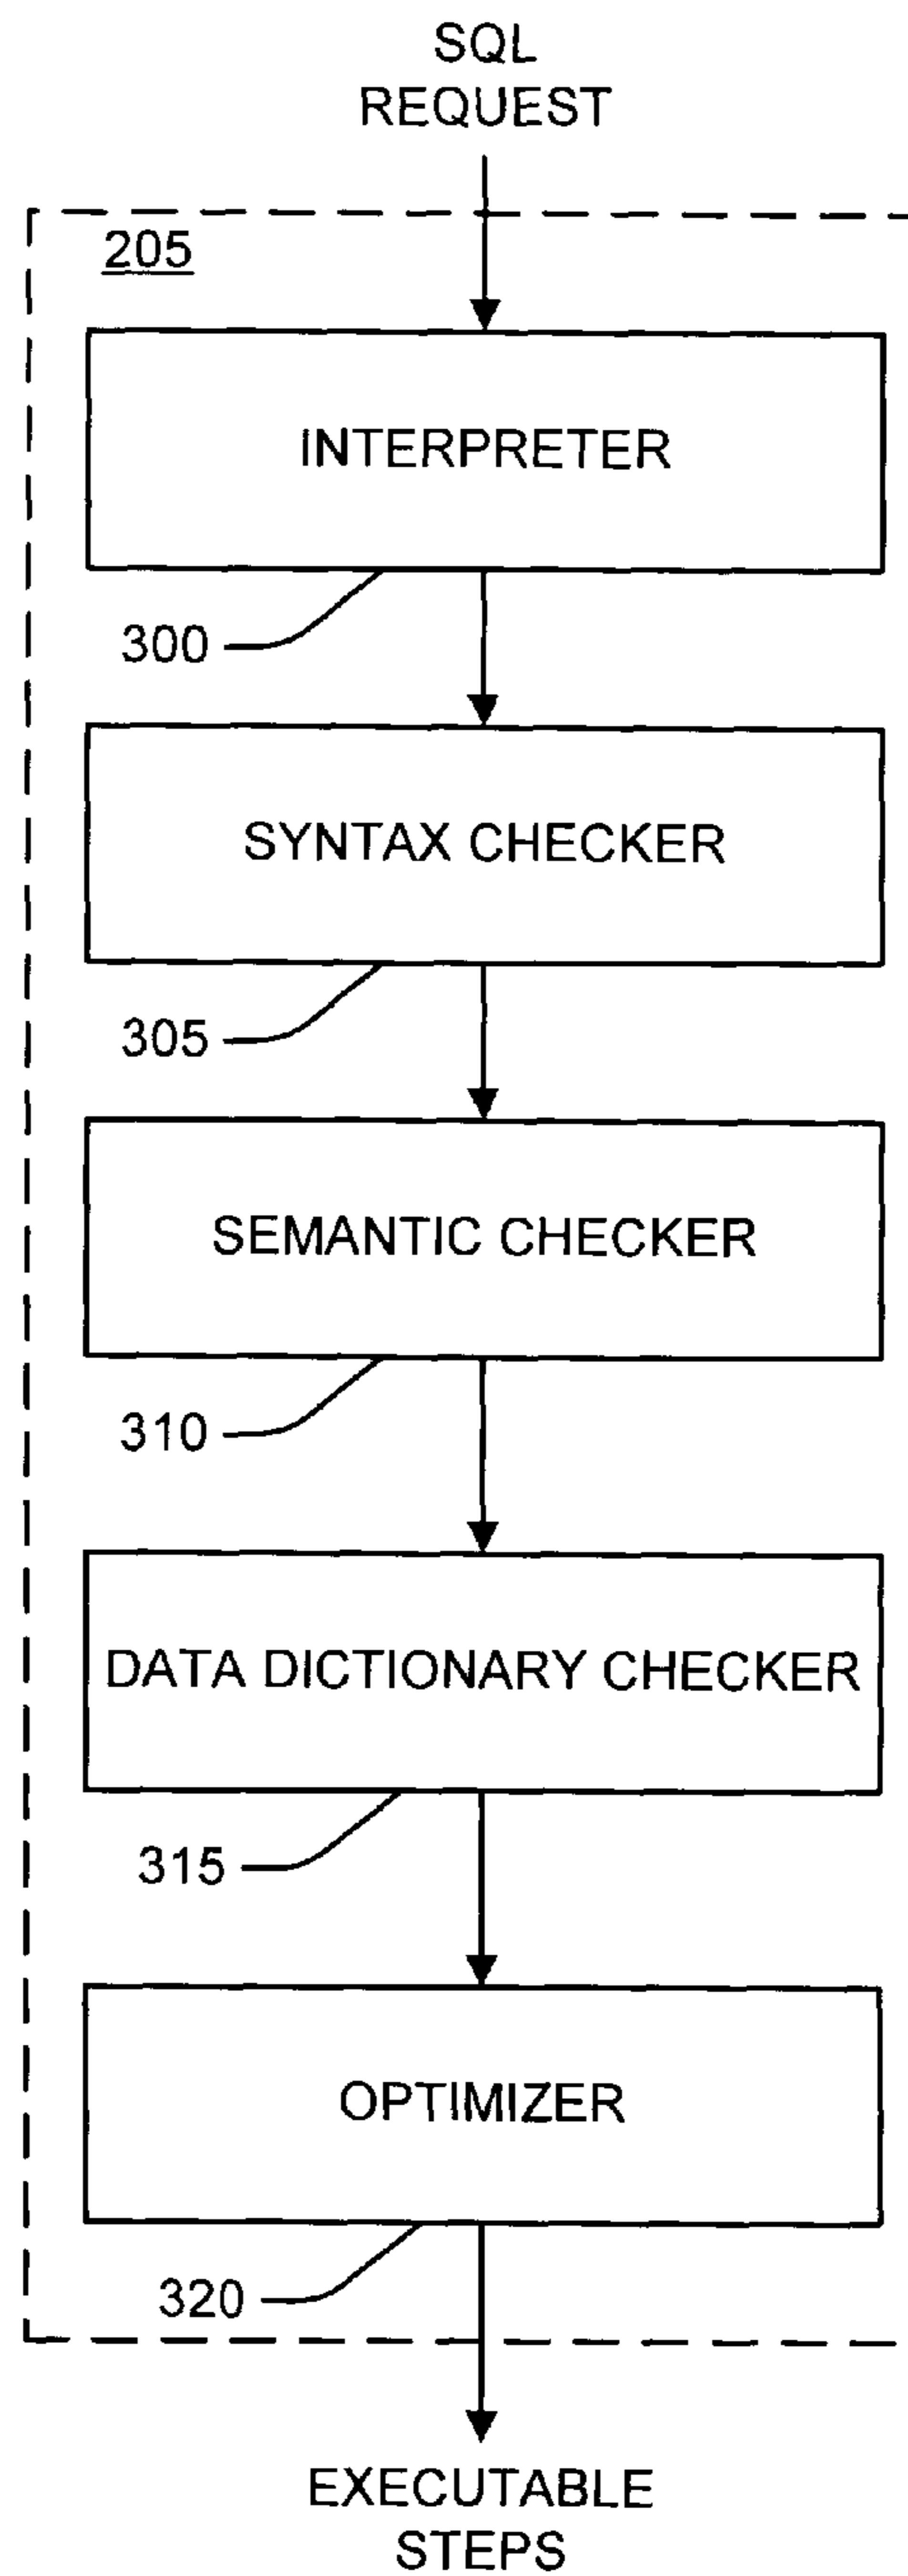 SQL
REQUEST
205
INTERPRETER
300
SYNTAX CHECKER
305
SEMANTIC CHECKER
310
DATA DICTIONARY CHECKER
315
OPTIMIZER
320
EXECUTABLE
STEPS